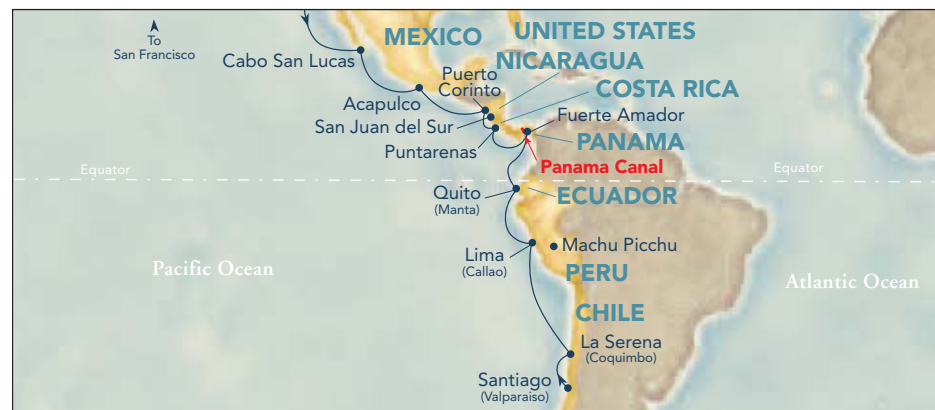 To
San Francisco
MEXICO
UNITED STATES
Cabo San Lucas
NICARAGUA
Puerto
Corinto
COSTA RICA
Acapulco
San Juan del Sur
Fuerte Amador
Puntarenas
PANAMA
Panama Canal
Equator
Equator
Quito
(Manta)
ECUADOR
Lima
(Callao)
Machu Picchu
Pacific Ocean
PERU
Atlantic Ocean
CHILE
La Serena
(Coquimbo)
Santiago
(Valparaiso)